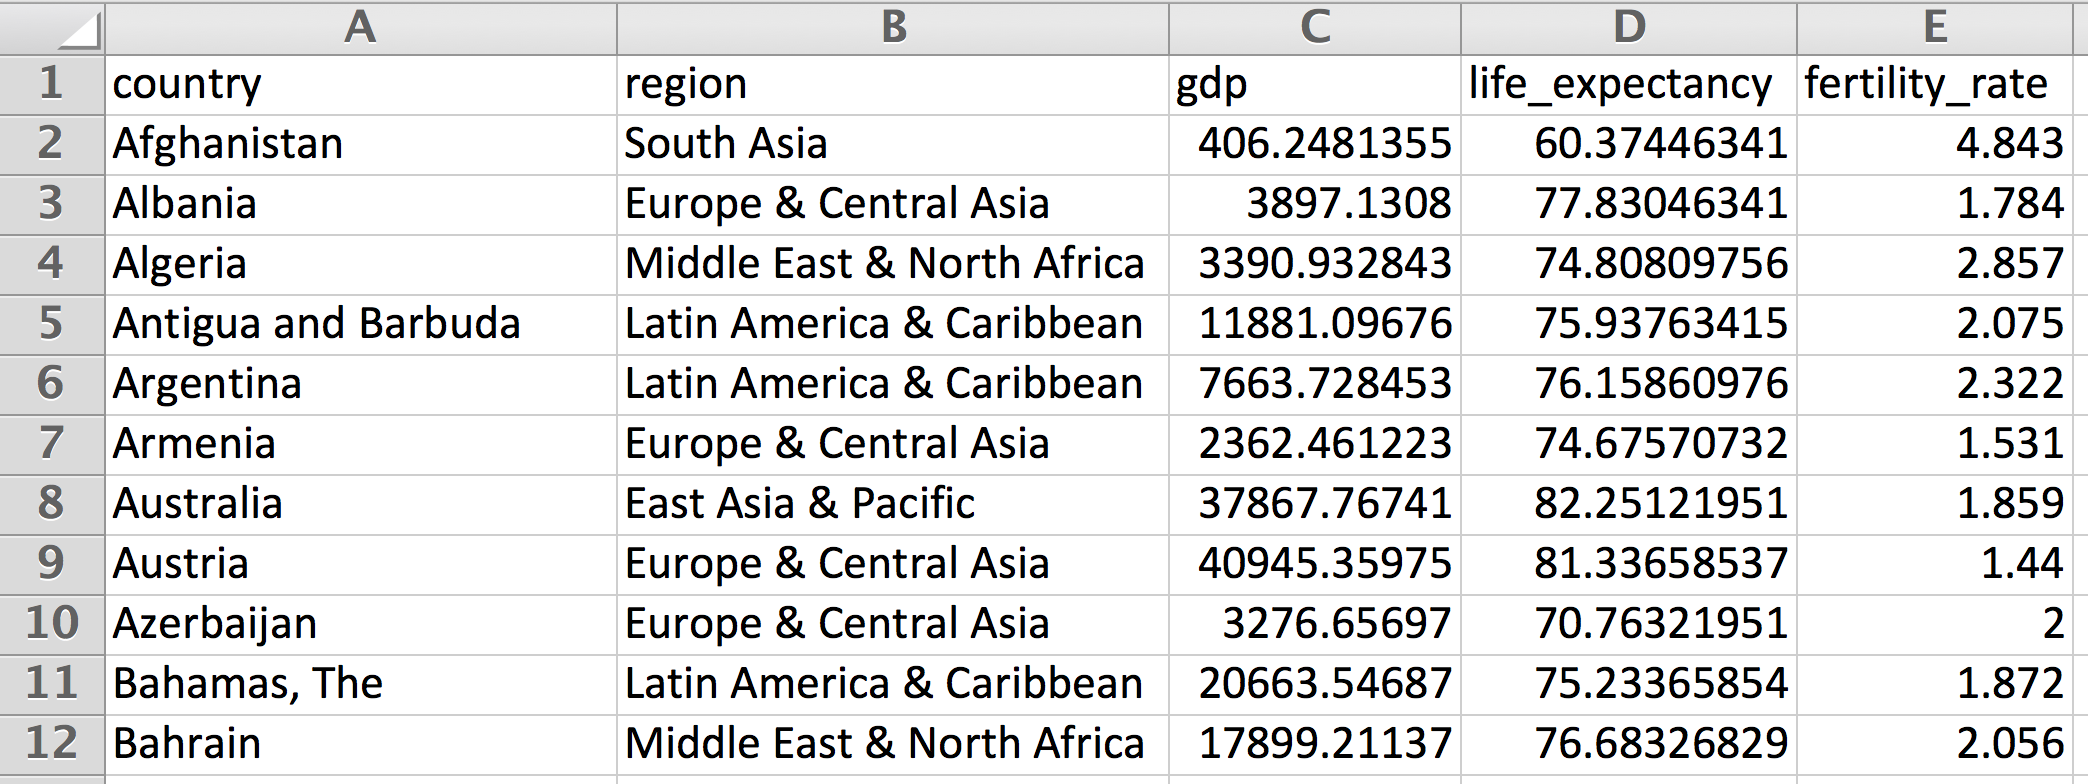 A B C D E
1 country region gdp life_expectancy fertility_rate
2 Afghanistan South Asia 406.2481355 60.37446341 4.843
3 Albania Europe & Central Asia 3897.1308 77.83046341 1.784
4 Algeria Middle East & North Africa 3390.932843 74.80809756 2.857
5 Antigua and Barbuda Latin America & Caribbean 11881.09676 75.93763415 2.075
6 Argentina Latin America & Caribbean 7663.728453 76.15860976 2.322
7 Armenia Europe & Central Asia 2362.461223 74.67570732 1.531
8 Australia East Asia & Pacific 37867.76741 82.25121951 1.859
9 Austria Europe & Central Asia 40945.35975 81.33658537 1.44
10 Azerbaijan Europe & Central Asia 3276.65697 70.76321951 2
11 Bahamas, The Latin America & Caribbean 20663.54687 75.23365854 1.872
12 Bahrain Middle East & North Africa 17899.21137 76.68326829 2.056